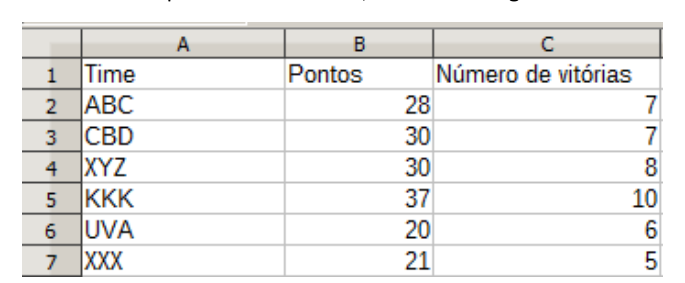 A B C
1 Time Pontos Número de vitórias
2 ABC 28 7
3 CBD 30 7
4 XYZ 30 8
5 KKK 37 10
6 UVA 20 6
7 XXX 21 5